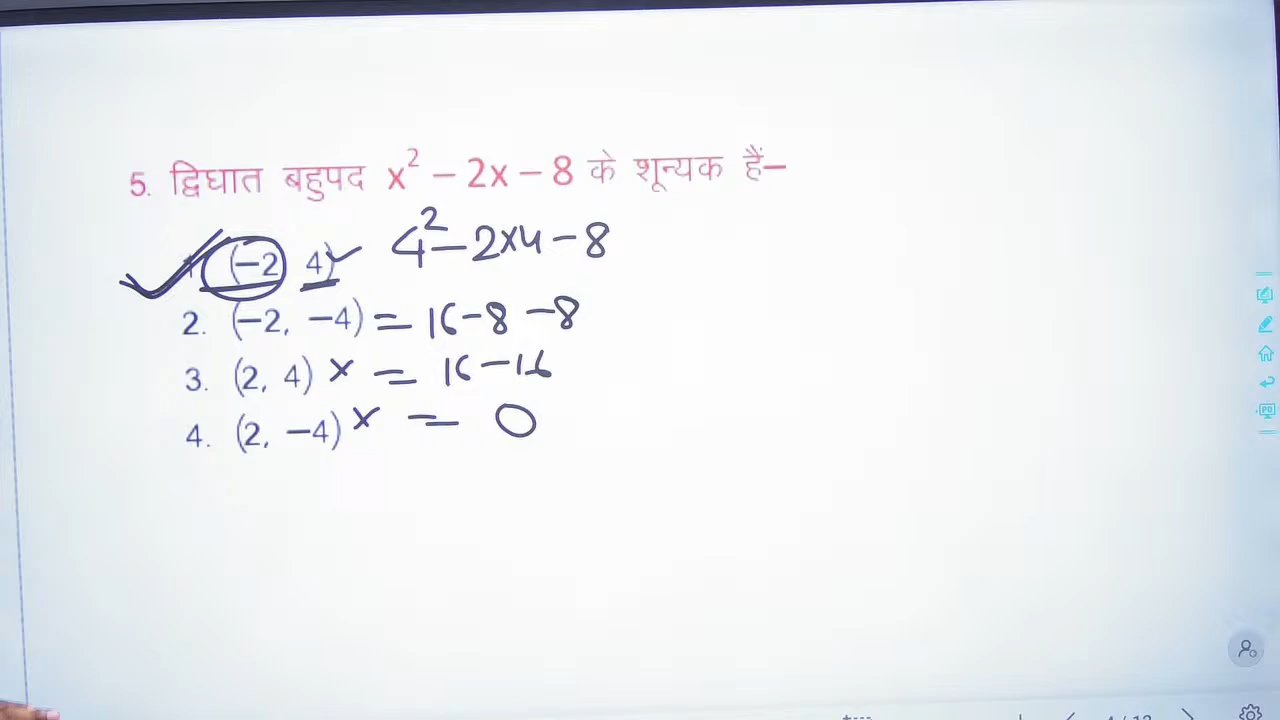 5. द्विघात बहुपद x² – 2x – 8 के शून्यक हैं–
(–2 4) 4² – 2×4 – 8
2. (–2, –4) = 16 – 8 – 8
3. (2, 4) × = 16 – 16
4. (2, –4) × = 0